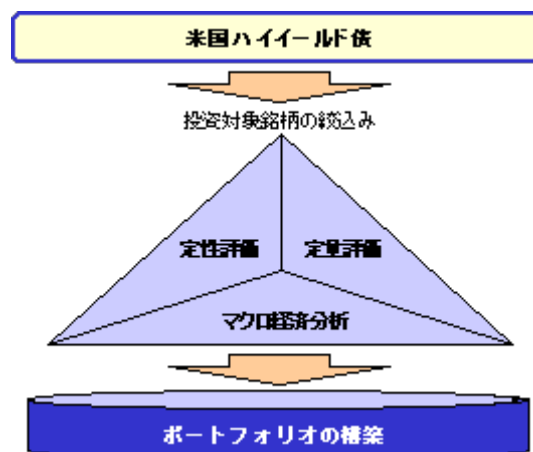 米国ハイイールド債
投資対象銘柄の絞込み
定性評価 定量評価
マクロ経済分析
ポートフォリオの構築